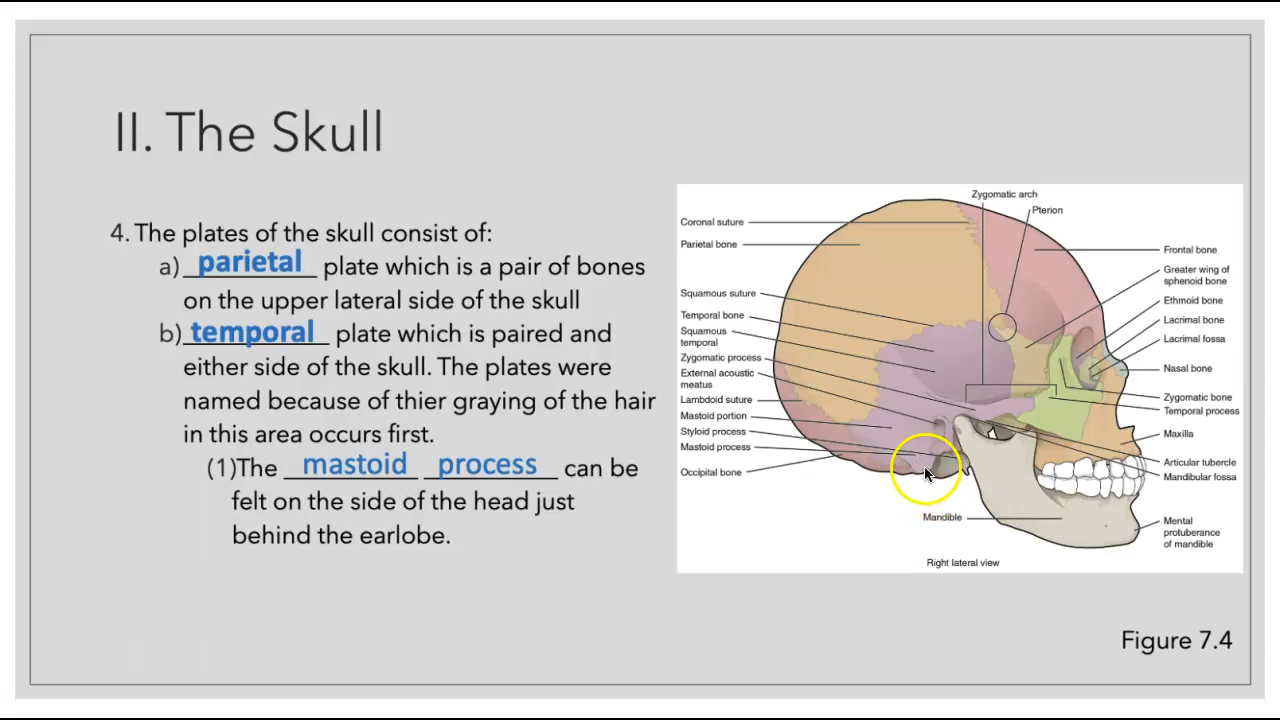 II. The Skull
4. The plates of the skull consist of:
a) parietal plate which is a pair of bones
on the upper lateral side of the skull
b) temporal plate which is paired and
either side of the skull. The plates were
named because of thier graying of the hair
in this area occurs first.
(1)The mastoid process can be
felt on the side of the head just
behind the earlobe.
Zygomatic arch
Pterion
Coronal suture
Parietal bone
Squamous suture
Temporal bone
Squamous
temporal
Zygomatic process
External acoustic
meatus
Lambdoid suture
Mastoid portion
Styloid process
Mastoid process
Occipital bone
Frontal bone
Greater wing of
sphenoid bone
Ethmoid bone
Lacrimal bone
Lacrimal fossa
Nasal bone
Zygomatic bone
Temporal process
Maxilla
Articular tubercle
Mandibular fossa
Mental
protuberance
of mandible
Mandible
Right lateral view
Figure 7.4